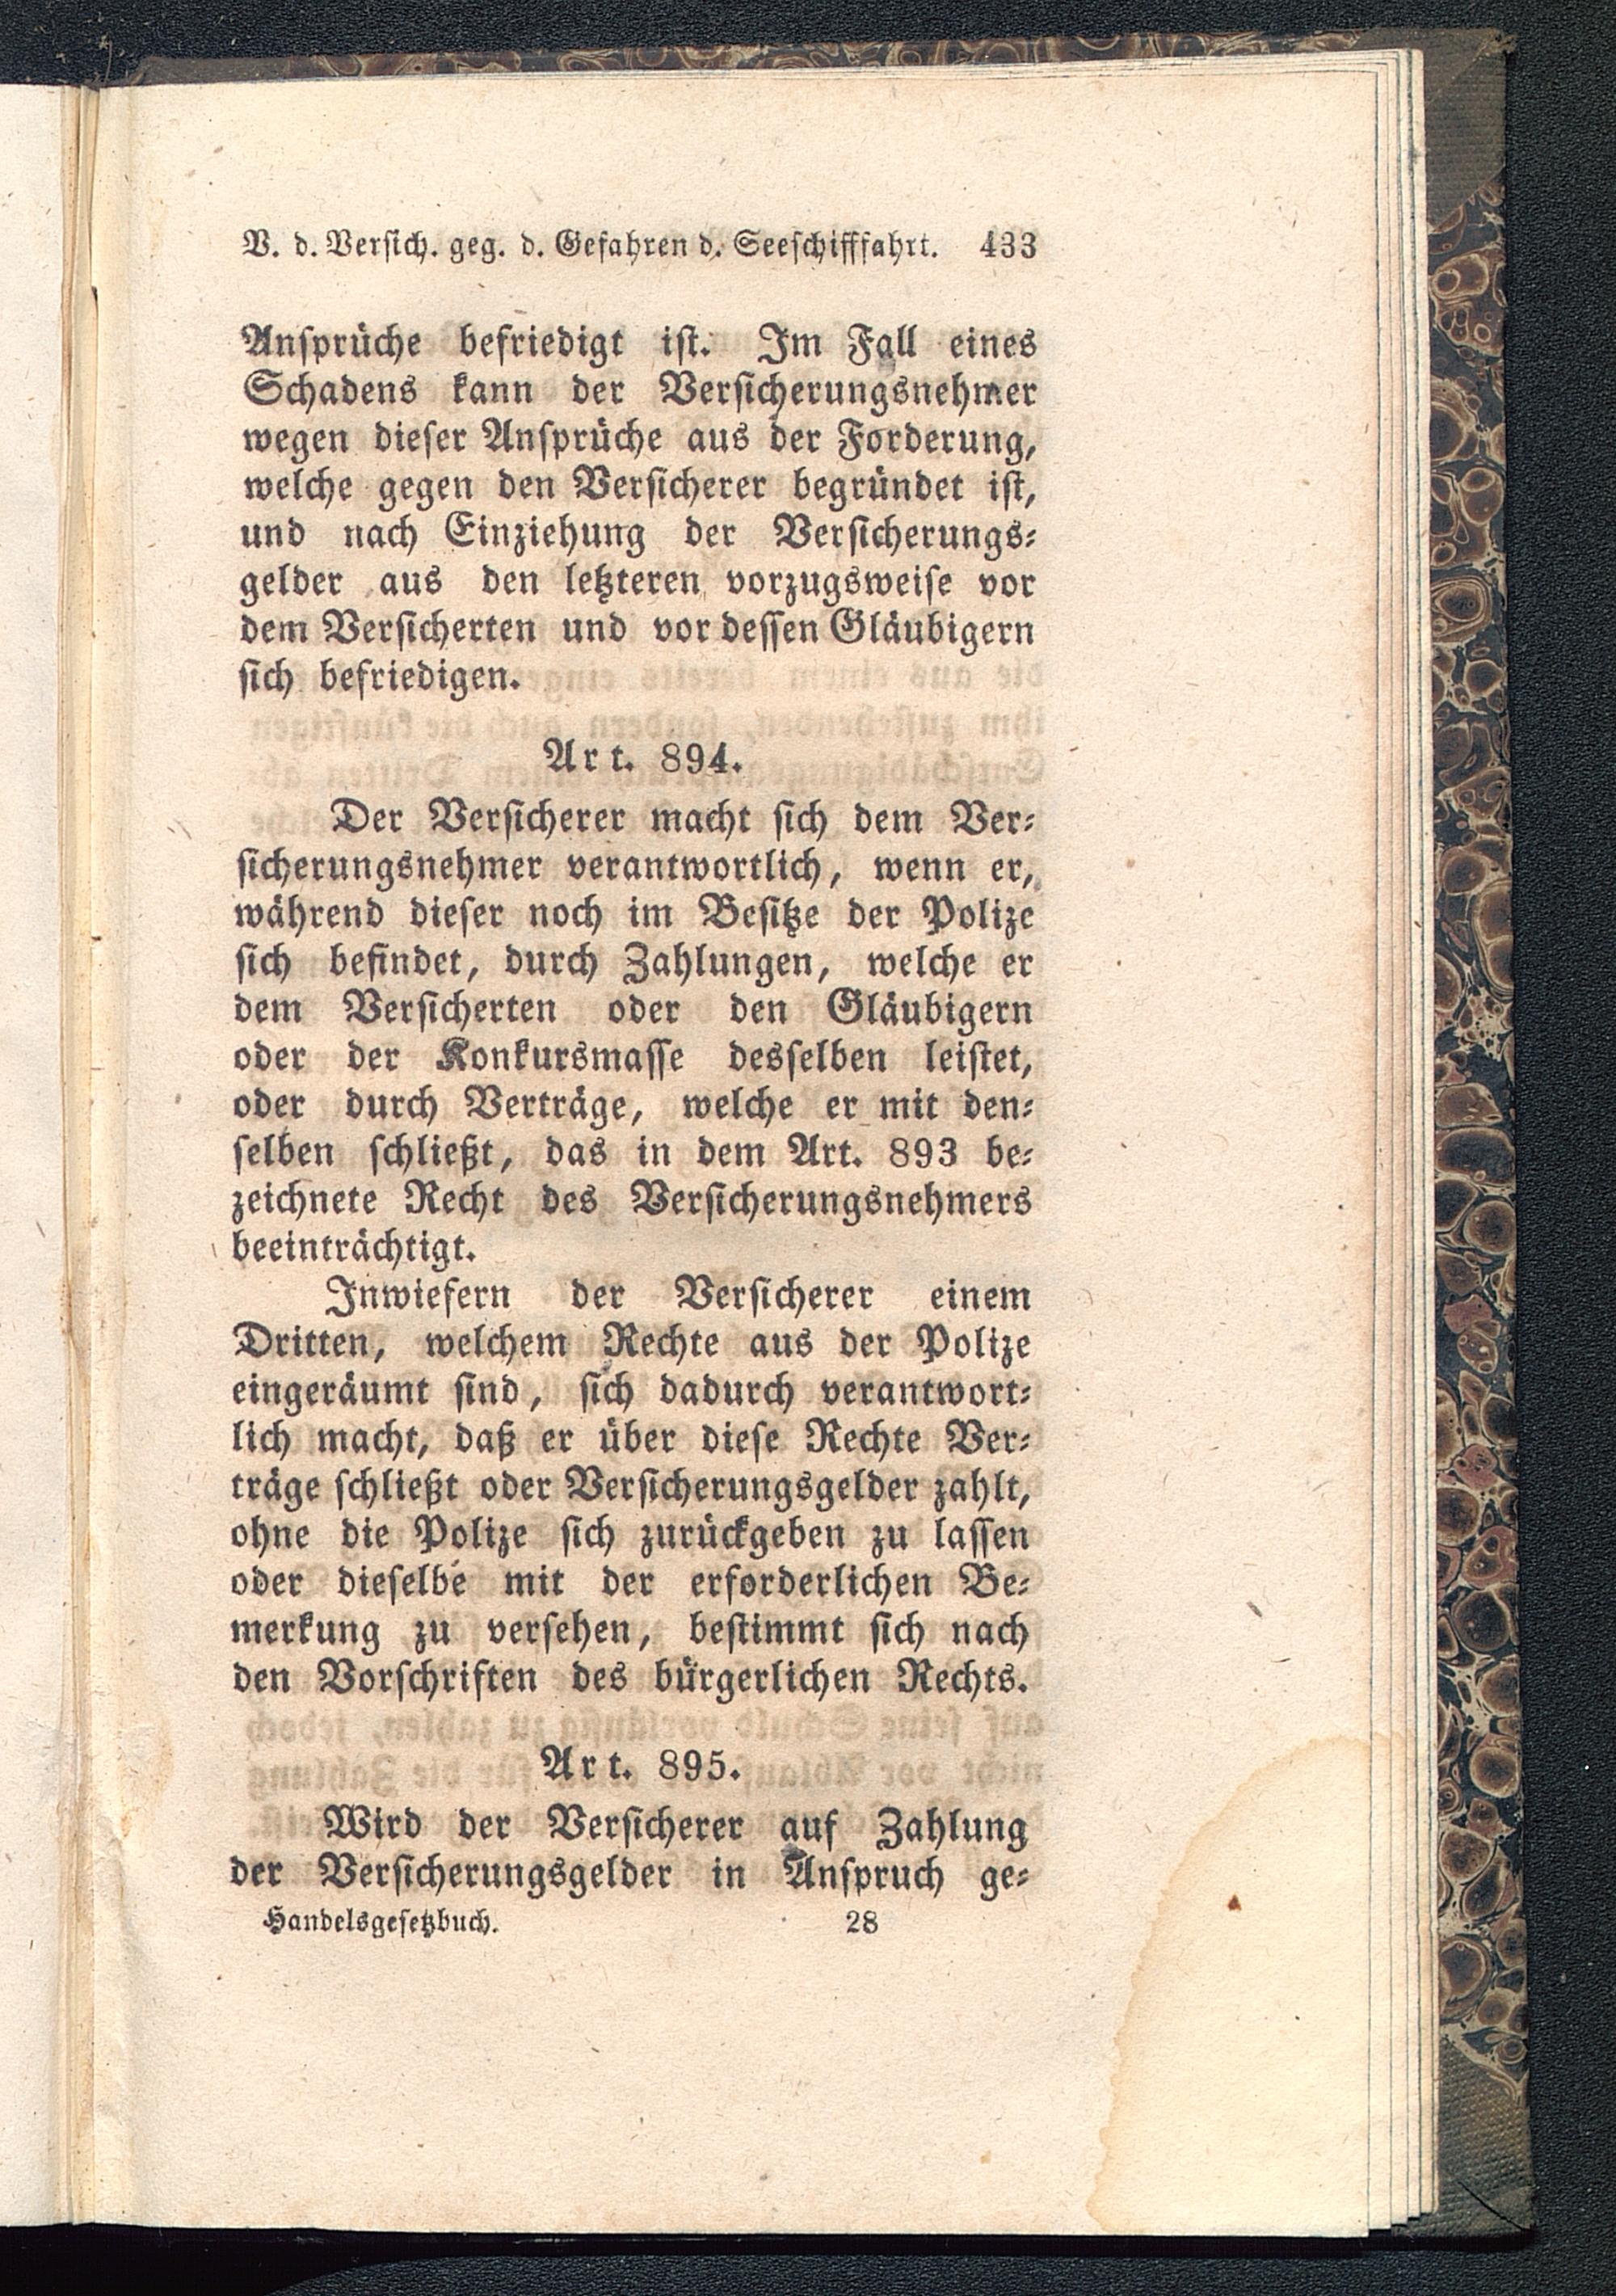 V. d. Versich. geg. d. Gefahren d. Seeschifffahrt. 433
Ansprüche befriedigt ist. Im Fall eines
Schadens kann der Versicherungsnehmer
wegen dieser Ansprüche aus der Forderung,
welche gegen den Versicherer begründet ist,
und nach Einziehung der Versicherungs-
gelder aus den letzteren vorzugsweise vor
dem Versicherten und vor dessen Gläubigern
sich befriedigen.
Art. 894.
Der Versicherer macht sich dem Ver-
sicherungsnehmer verantwortlich, wenn er,
während dieser noch im Besitze der Polize
sich befindet, durch Zahlungen, welche er
dem Versicherten oder den Gläubigern
oder der Konkursmasse desselben leistet,
oder durch Verträge, welche er mit den-
selben schließt, das in dem Art. 893 be-
zeichnete Recht des Versicherungsnehmers
beeinträchtigt.
Inwiefern der Versicherer einem
Dritten, welchem Rechte aus der Polize
eingeräumt sind, sich dadurch verantwort-
lich macht, daß er über diese Rechte Ver-
träge schließt oder Versicherungsgelder zahlt,
ohne die Polize sich zurückgeben zu lassen
oder dieselbe mit der erforderlichen Be-
merkung zu versehen, bestimmt sich nach
den Vorschriften des bürgerlichen Rechts.
Art. 895.
Wird der Versicherer auf Zahlung
der Versicherungsgelder in Anspruch ge-
Handelsgesetzbuch. 28